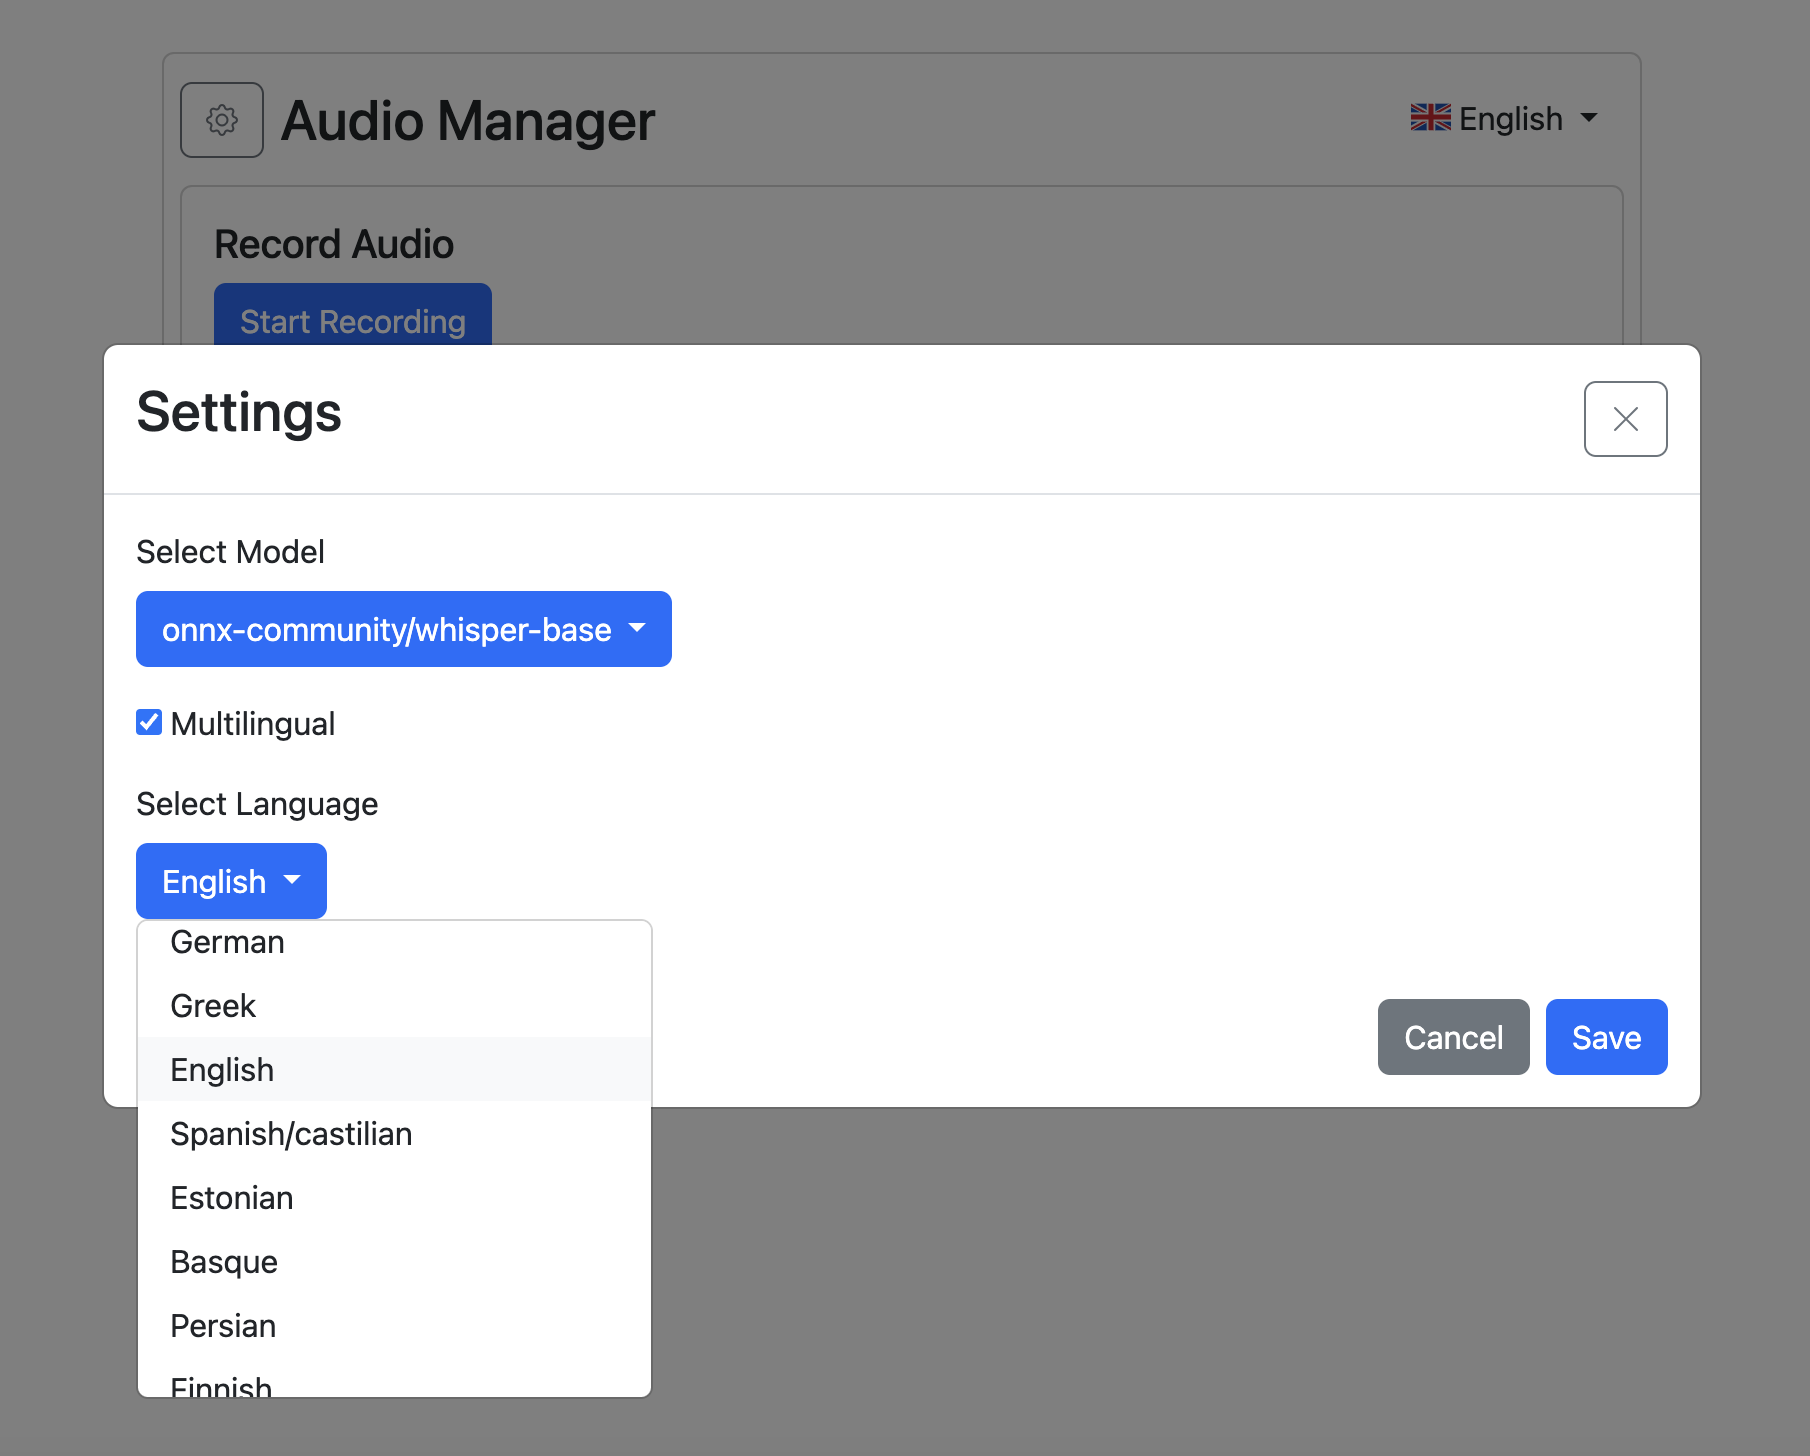 Audio Manager
English
Record Audio
Start Recording
Settings
Select Model
onnx-community/whisper-base
Multilingual
Select Language
English
German
Greek
English
Spanish/castilian
Estonian
Basque
Persian
Finnish
Cancel
Save